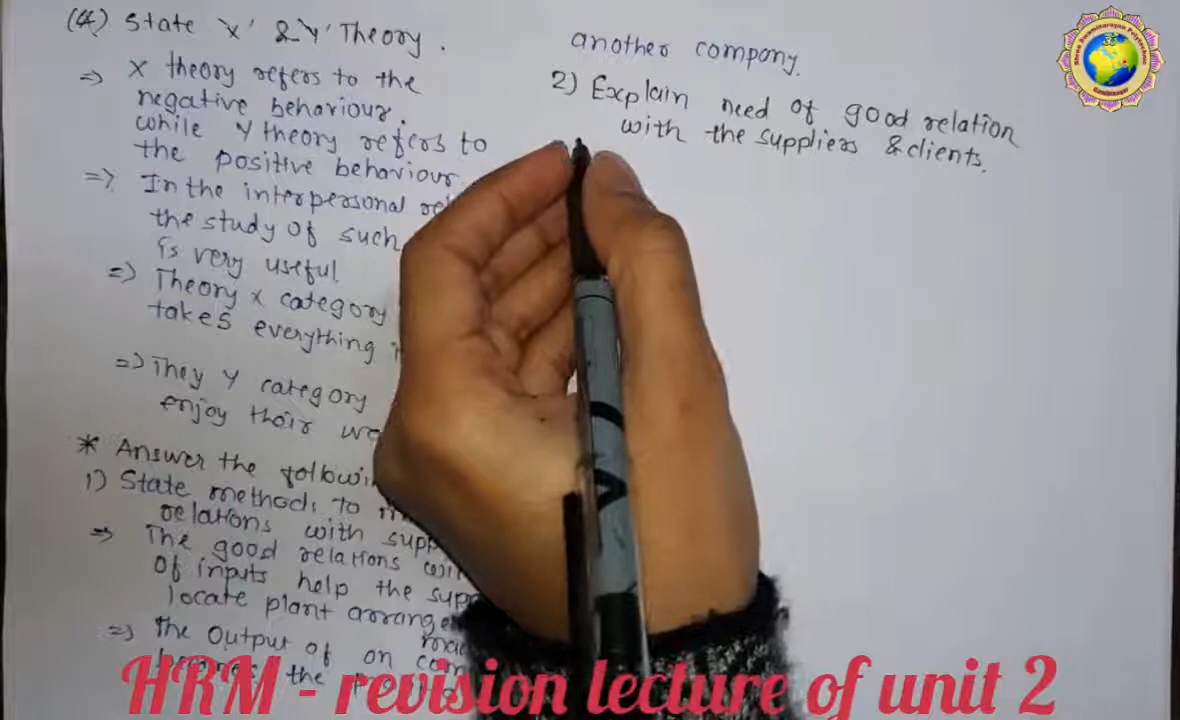 (4) State 'X' & 'Y' Theory.
=> X theory refers to the
negative behaviour.
while Y theory refers to
the positive behaviour
=> In the interpersonal
the study of such
is very useful
=> Theory X category
takes everything
=> They Y category
enjoy their
* Answer the
1) State methods to
relations with
=> The good relations
of inputs help the
locate plant
=> The output of on
the
another company.
2) Explain need of good relation
with the suppliers & clients.
HRM - revision lecture of unit 2